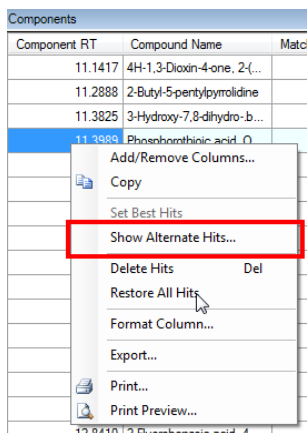 Components
Component RT Compound Name Matc
11.1417 4H-1,3-Dioxin-4-one, 2-(...
11.2888 2-Butyl-5-pentylpyrrolidine
11.3825 3-Hydroxy-7,8-dihydro-.b...
11.3989 Phosphorothioic acid, O
Add/Remove Columns...
Copy
Set Best Hits
Show Alternate Hits...
Delete Hits Del
Restore All Hits
Format Column...
Export...
Print...
Print Preview...